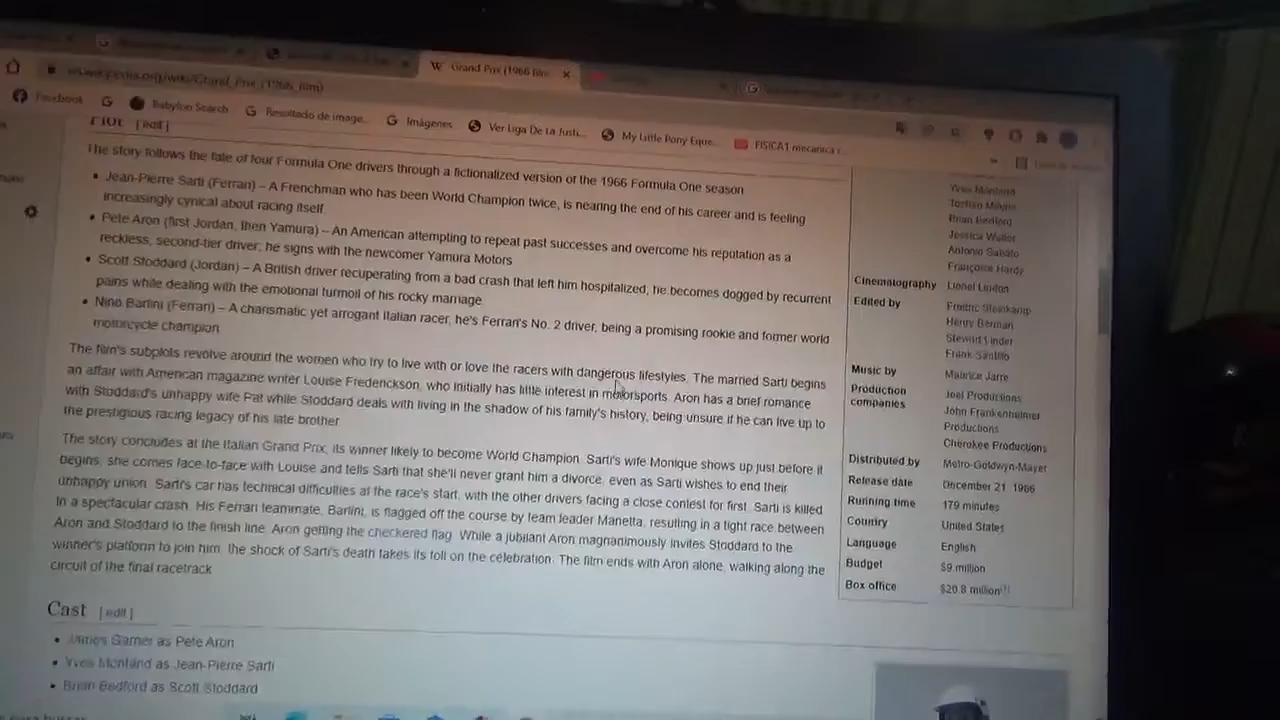 Grand Prix (1966 film
wikipedia.org/wiki/Grand_Prix_(1966_film)
Facebook
Babylon Search
Resultado de image...
Imágenes
Ver Liga De La Justi...
My Little Pony Eque...
FISICA1 mecanica r...
Plot [edit]
The story follows the fate of four Formula One drivers through a fictionalized version of the 1966 Formula One season
• Jean-Pierre Sarti (Ferrari) – A Frenchman who has been World Champion twice, is nearing the end of his career and is feeling
increasingly cynical about racing itself.
• Pete Aron (first Jordan, then Yamura) – An American attempting to repeat past successes and overcome his reputation as a
reckless, second-tier driver; he signs with the newcomer Yamura Motors
• Scott Stoddard (Jordan) – A British driver recuperating from a bad crash that left him hospitalized, he becomes dogged by recurrent
pains while dealing with the emotional turmoil of his rocky marriage
• Nino Barlini (Ferrari) – A charismatic yet arrogant Italian racer, he's Ferrari's No. 2 driver, being a promising rookie and former world
motorcycle champion
The film's subplots revolve around the women who try to live with or love the racers with dangerous lifestyles. The married Sarti begins
an affair with American magazine writer Louise Frederickson, who initially has little interest in motorsports. Aron has a brief romance
with Stoddard's unhappy wife Pat while Stoddard deals with living in the shadow of his family's history, being unsure if he can live up to
the prestigious racing legacy of his late brother
The story concludes at the Italian Grand Prix, its winner likely to become World Champion. Sarti's wife Monique shows up just before it
begins; she comes face-to-face with Louise and tells Sarti that she'll never grant him a divorce, even as Sarti wishes to end their
unhappy union. Sarti's car has technical difficulties at the race's start, with the other drivers facing a close contest for first. Sarti is killed
in a spectacular crash. His Ferrari teammate, Barlini, is flagged off the course by team leader Manetta, resulting in a tight race between
Aron and Stoddard to the finish line, Aron getting the checkered flag. While a jubilant Aron magnanimously invites Stoddard to the
winner's platform to join him, the shock of Sarti's death takes its toll on the celebration. The film ends with Aron alone, walking along the
circuit of the final racetrack
Cast [edit]
• James Garner as Pete Aron
• Yves Montand as Jean-Pierre Sarti
• Brian Bedford as Scott Stoddard
Yves Montand
Toshiro Mifune
Brian Bedford
Jessica Walter
Antonio Sabàto
Françoise Hardy
Cinematography Lionel Lindon
Edited by Fredric Steinkamp
Henry Berman
Stewart Linder
Frank Santillo
Music by Maurice Jarre
Production companies Joel Productions
John Frankenheimer
Productions
Cherokee Productions
Distributed by Metro-Goldwyn-Mayer
Release date December 21, 1966
Running time 179 minutes
Country United States
Language English
Budget $9 million
Box office $20.8 million[1]